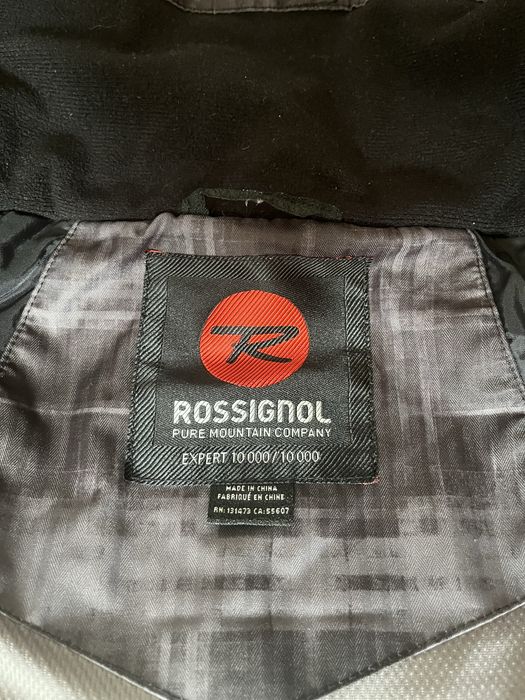 R
ROSSIGNOL
PURE MOUNTAIN COMPANY
EXPERT 10 000 / 10 000
MADE IN CHINA
FABRIQUÉ EN CHINE
RN: 131473 CA: 55607